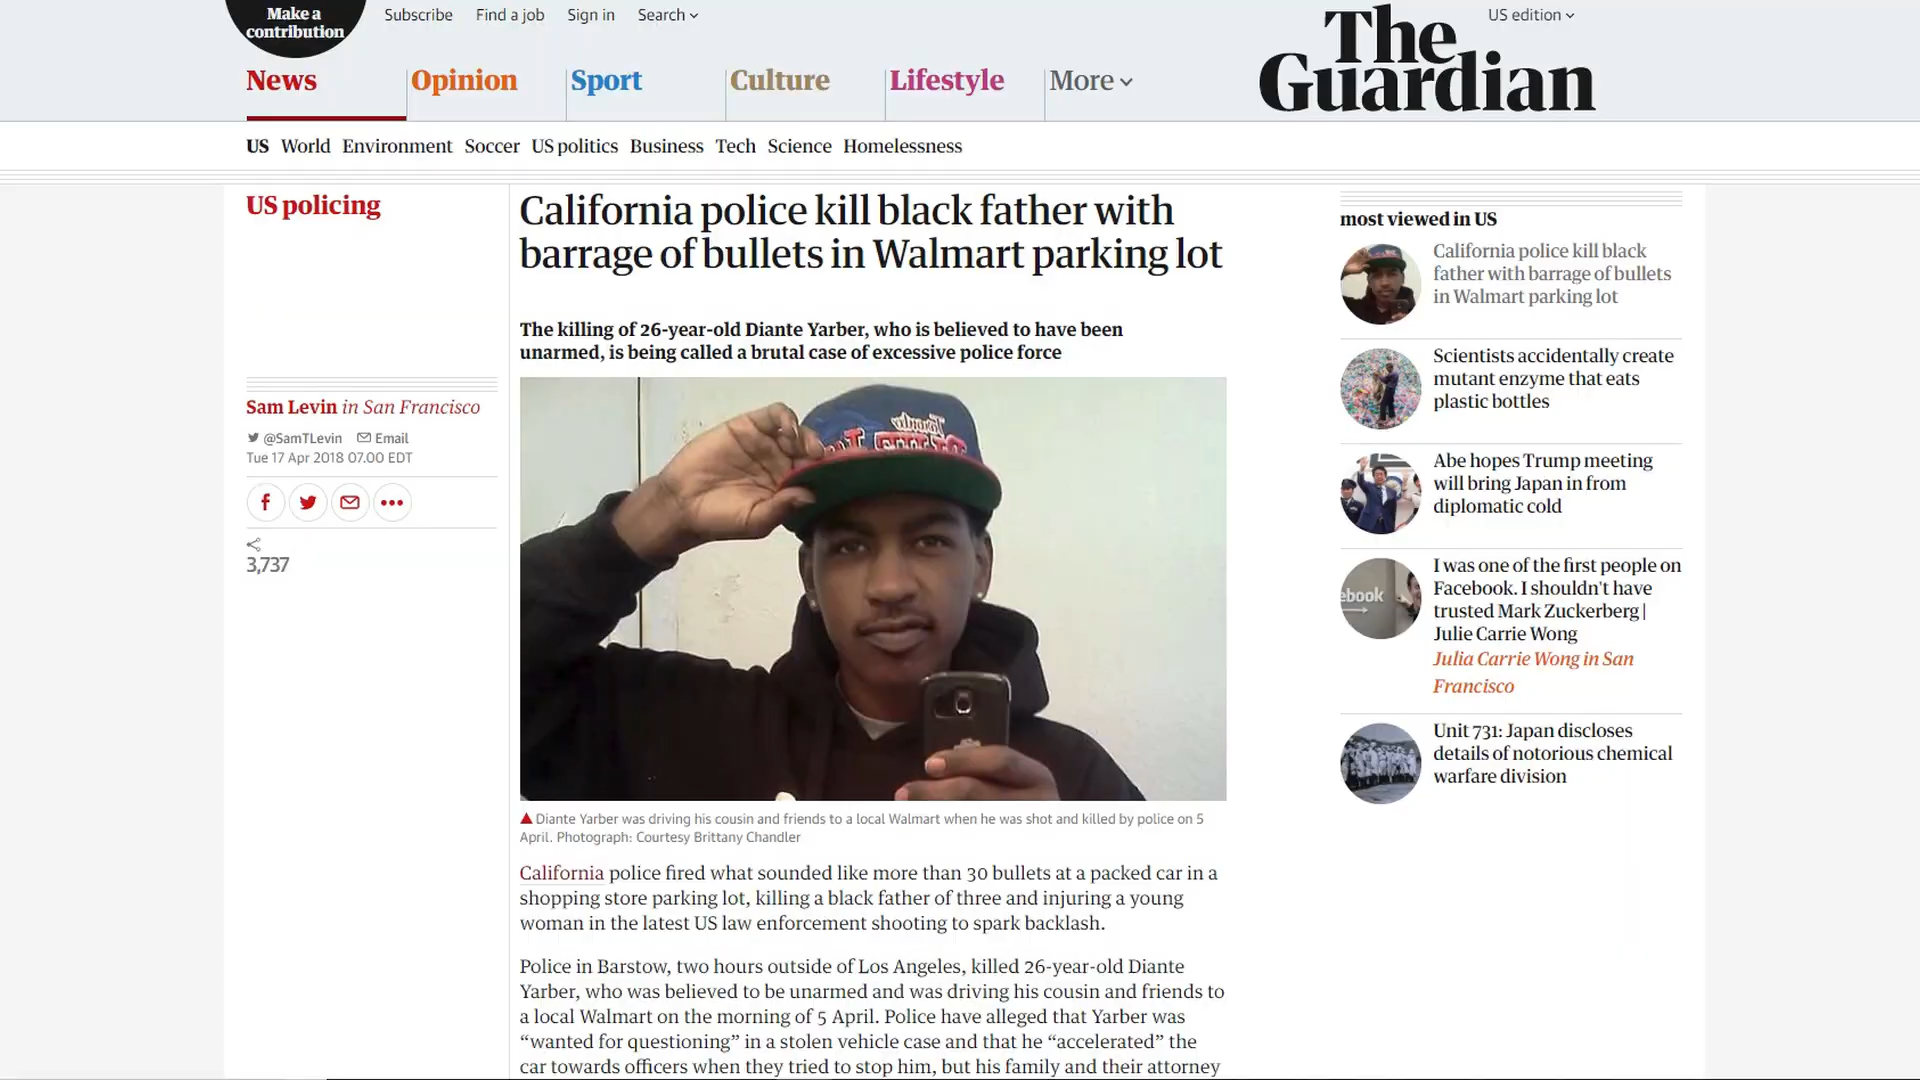 Make a
contribution
Subscribe
Find a job
Sign in
Search
US edition
The
Guardian
News
Opinion
Sport
Culture
Lifestyle
More
US
World
Environment
Soccer
US politics
Business
Tech
Science
Homelessness
US policing
California police kill black father with
barrage of bullets in Walmart parking lot
The killing of 26-year-old Diante Yarber, who is believed to have been
unarmed, is being called a brutal case of excessive police force
Sam Levin in San Francisco
@SamTLevin
Email
Tue 17 Apr 2018 07.00 EDT
3,737
Diante Yarber was driving his cousin and friends to a local Walmart when he was shot and killed by police on 5
April. Photograph: Courtesy Brittany Chandler
California police fired what sounded like more than 30 bullets at a packed car in a
shopping store parking lot, killing a black father of three and injuring a young
woman in the latest US law enforcement shooting to spark backlash.
Police in Barstow, two hours outside of Los Angeles, killed 26-year-old Diante
Yarber, who was believed to be unarmed and was driving his cousin and friends to
a local Walmart on the morning of 5 April. Police have alleged that Yarber was
“wanted for questioning” in a stolen vehicle case and that he “accelerated” the
car towards officers when they tried to stop him, but his family and their attorney
most viewed in US
California police kill black
father with barrage of bullets
in Walmart parking lot
Scientists accidentally create
mutant enzyme that eats
plastic bottles
Abe hopes Trump meeting
will bring Japan in from
diplomatic cold
ebook
I was one of the first people on
Facebook. I shouldn't have
trusted Mark Zuckerberg |
Julie Carrie Wong
Julia Carrie Wong in San
Francisco
Unit 731: Japan discloses
details of notorious chemical
warfare division